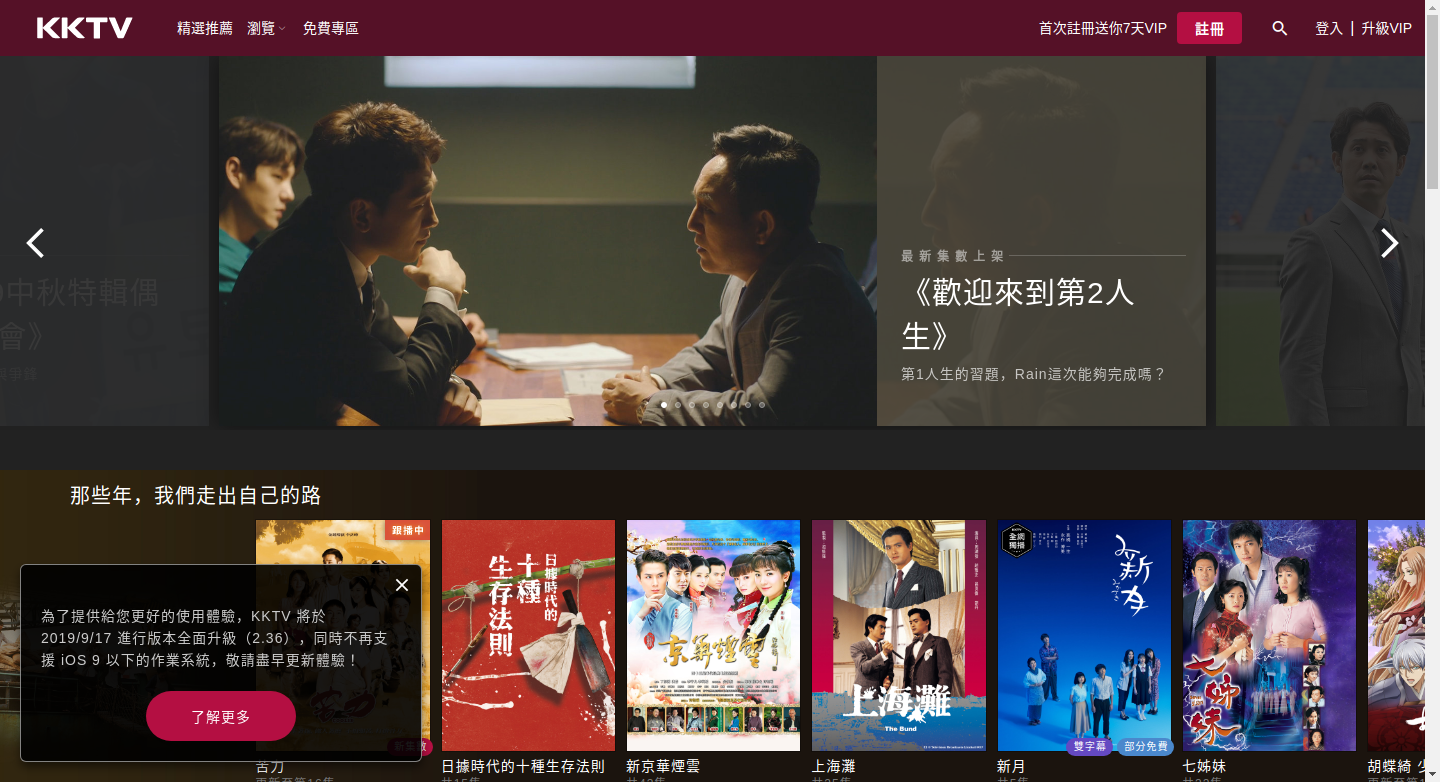 KKTV
精選推薦 瀏覽 免費專區
首次註冊送你7天VIP 註冊 登入 | 升級VIP
中秋特輯偶
會》
最新集數上架
《歡迎來到第2人
生》
第1人生的習題，Rain這次能夠完成嗎？
那些年，我們走出自己的路
跟播中
日據時代的
十種
生存法則
京華煙雲
上海灘
The Bund
全網
獨播
新月
七姊妹
為了提供給您更好的使用體驗，KKTV 將於
2019/9/17 進行版本全面升級（2.36），同時不再支
援 iOS 9 以下的作業系統，敬請盡早更新體驗！
了解更多
新集數
雙字幕 部分免費
苦力 日據時代的十種生存法則 新京華煙雲 上海灘 新月 七姊妹 胡蝶綺